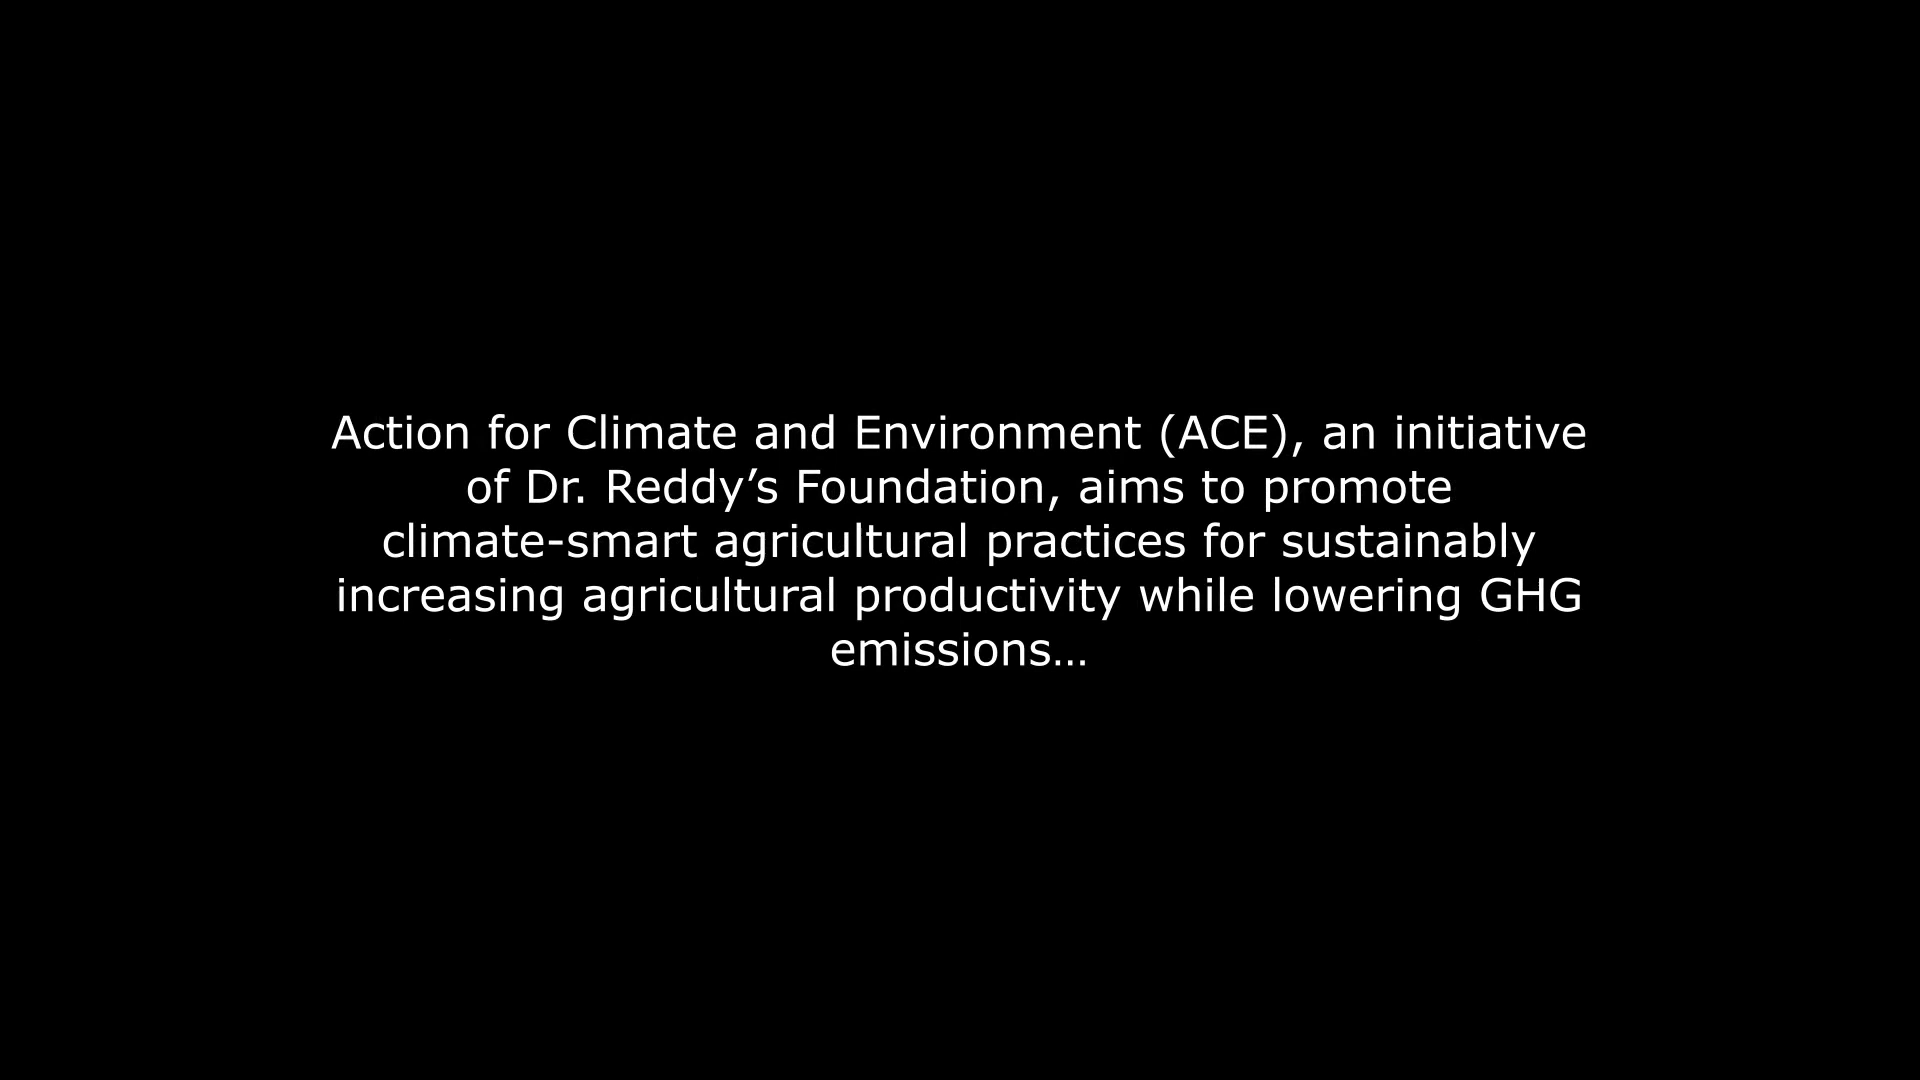 Action for Climate and Environment (ACE), an initiative
of Dr. Reddy’s Foundation, aims to promote
climate-smart agricultural practices for sustainably
increasing agricultural productivity while lowering GHG
emissions…